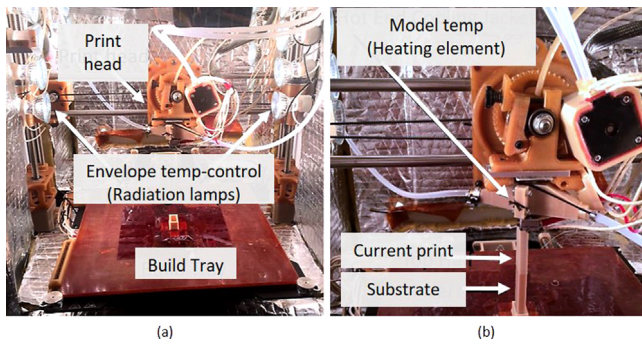 Print
head
Envelope temp-control
(Radiation lamps)
Build Tray
(a)
Model temp
(Heating element)
Current print
Substrate
(b)